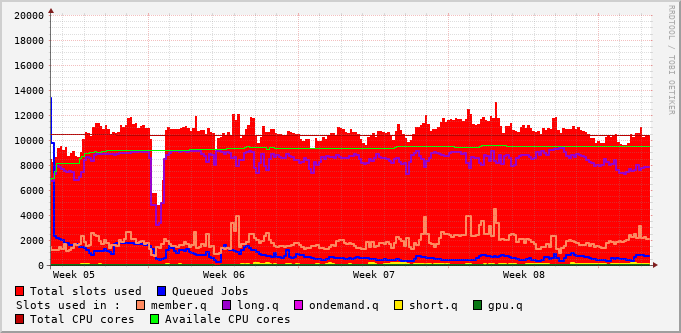 RRDTOOL / TOBI OETIKER
20000
18000
16000
14000
12000
10000
8000
6000
4000
2000
0
Week 05 Week 06 Week 07 Week 08
Total slots used Queued Jobs
Slots used in : member.q long.q ondemand.q short.q gpu.q
Total CPU cores Availale CPU cores